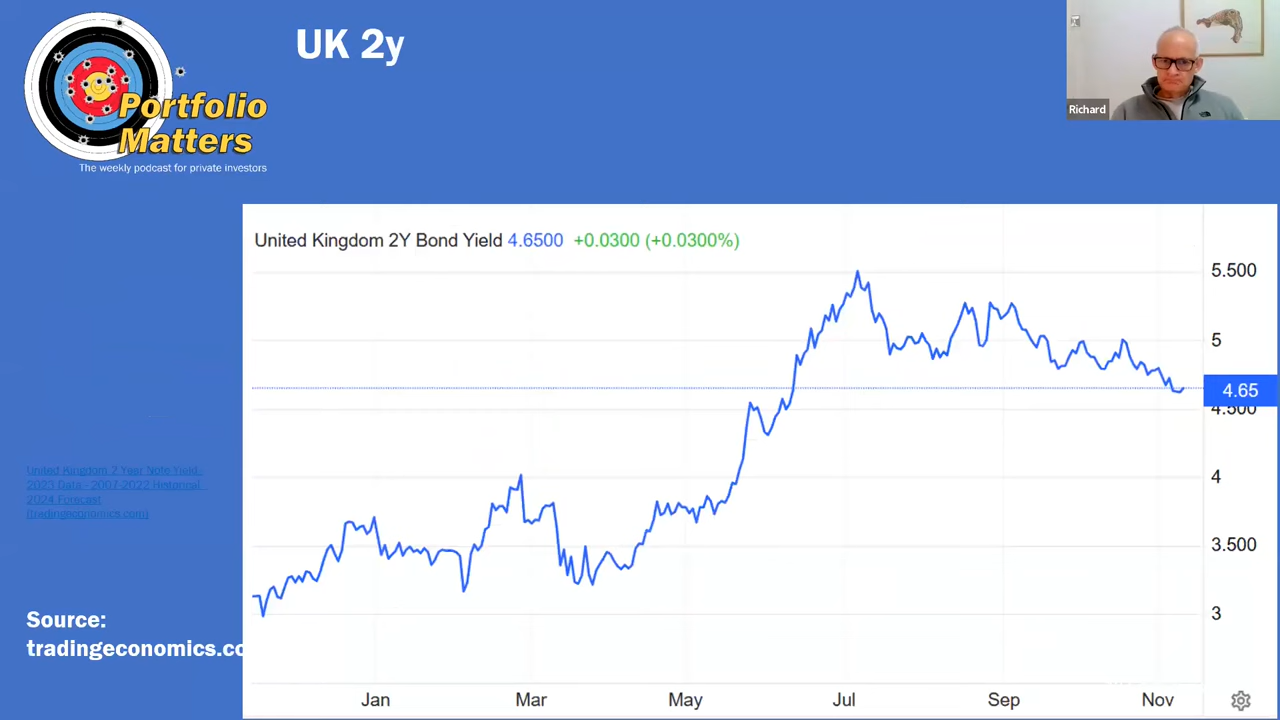 UK 2y
Portfolio
Matters
The weekly podcast for private investors
Richard
United Kingdom 2Y Bond Yield 4.6500 +0.0300 (+0.0300%)
5.500
5
4.65
4.500
4
3.500
3
Jan Mar May Jul Sep Nov
United Kingdom 2 Year Note Yield -
2023 Data - 2007-2022 Historical -
2024 Forecast
(tradingeconomics.com)
Source:
tradingeconomics.co